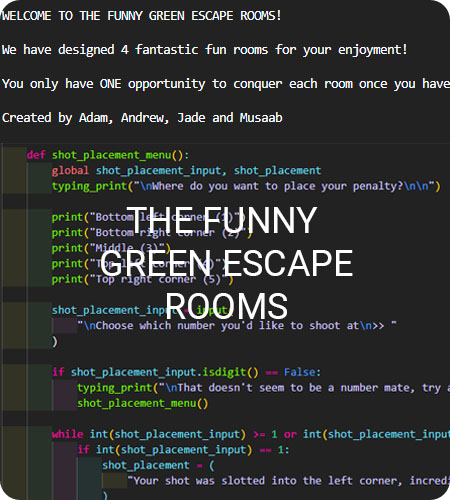 WELCOME TO THE FUNNY GREEN ESCAPE ROOMS!
We have designed 4 fantastic fun rooms for your enjoyment!
You only have ONE opportunity to conquer each room once you have
Created by Adam, Andrew, Jade and Musaab
def shot_placement_menu():
global shot_placement_input, shot_placement
typing_print("\nWhere do you want to place your penalty?\n\n")
print("Bottom left corner (1)")
print("Bottom right corner (2)")
print("Middle (3)")
print("Top left corner (4)")
print("Top right corner (5)")
THE FUNNY
GREEN ESCAPE
ROOMS
shot_placement_input = input(
"\nChoose which number you'd like to shoot at\n>> "
)
if shot_placement_input.isdigit() == False:
typing_print("\nThat doesn't seem to be a number mate, try a
shot_placement_menu()
while int(shot_placement_input) >= 1 or int(shot_placement_input
if int(shot_placement_input) == 1:
shot_placement = (
"Your shot was slotted into the left corner, incredi
)